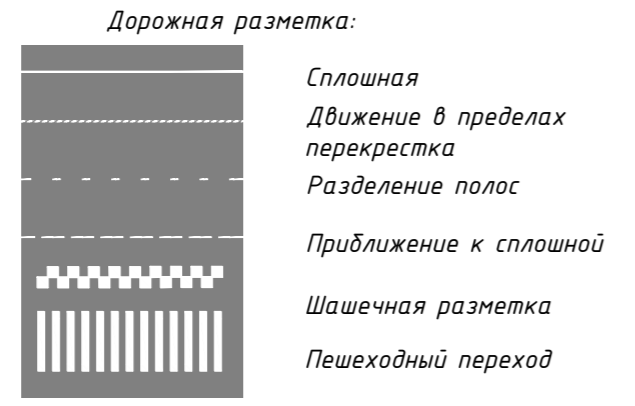 Дорожная разметка:
Сплошная
Движение в пределах
перекрестка
Разделение полос
Приближение к сплошной
Шашечная разметка
Пешеходный переход